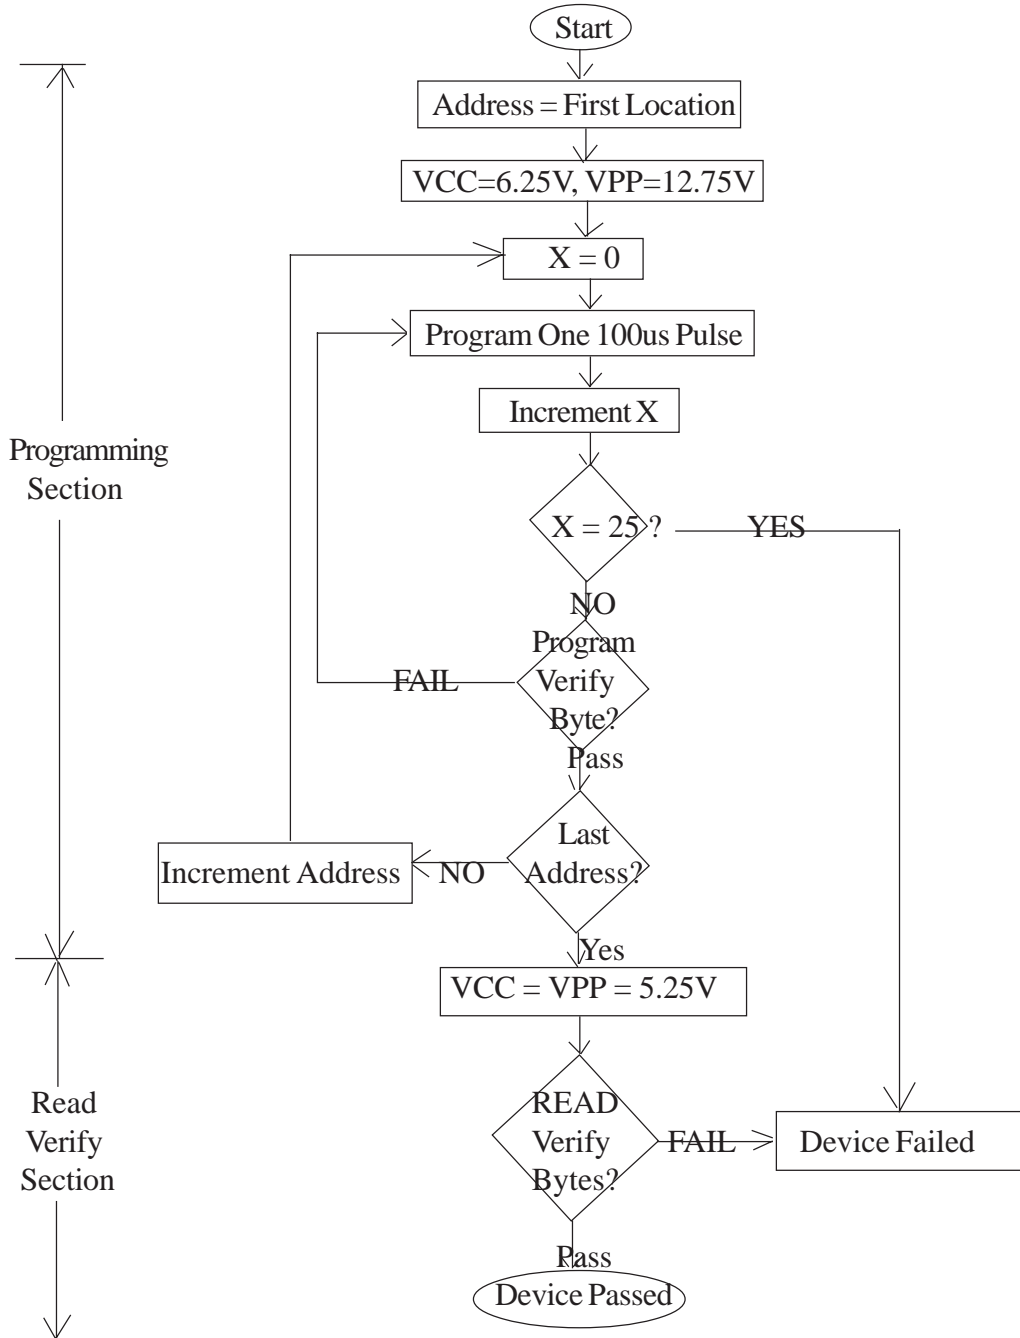 Start
Address = First Location
VCC=6.25V, VPP=12.75V
X = 0
Program One 100us Pulse
Increment X
Programming
Section
X = 25 ?
YES
NO
Program
Verify
Byte?
FAIL
Pass
Last
Address?
NO
Increment Address
Yes
VCC = VPP = 5.25V
Read
Verify
Section
READ
Verify
Bytes?
FAIL
Device Failed
Pass
Device Passed